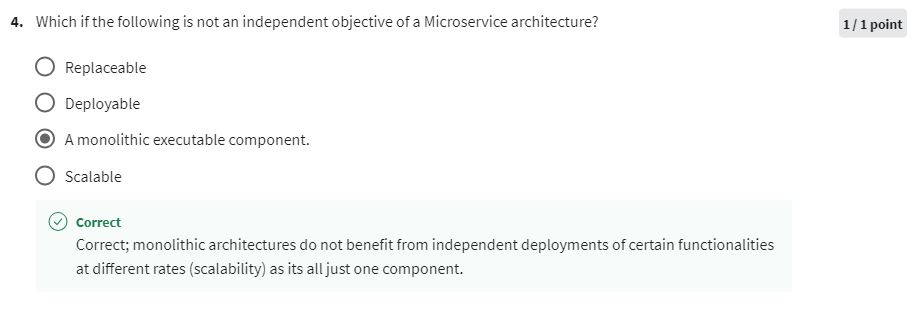 4. Which if the following is not an independent objective of a Microservice architecture?
1 / 1 point
Replaceable
Deployable
A monolithic executable component.
Scalable
Correct
Correct; monolithic architectures do not benefit from independent deployments of certain functionalities
at different rates (scalability) as its all just one component.